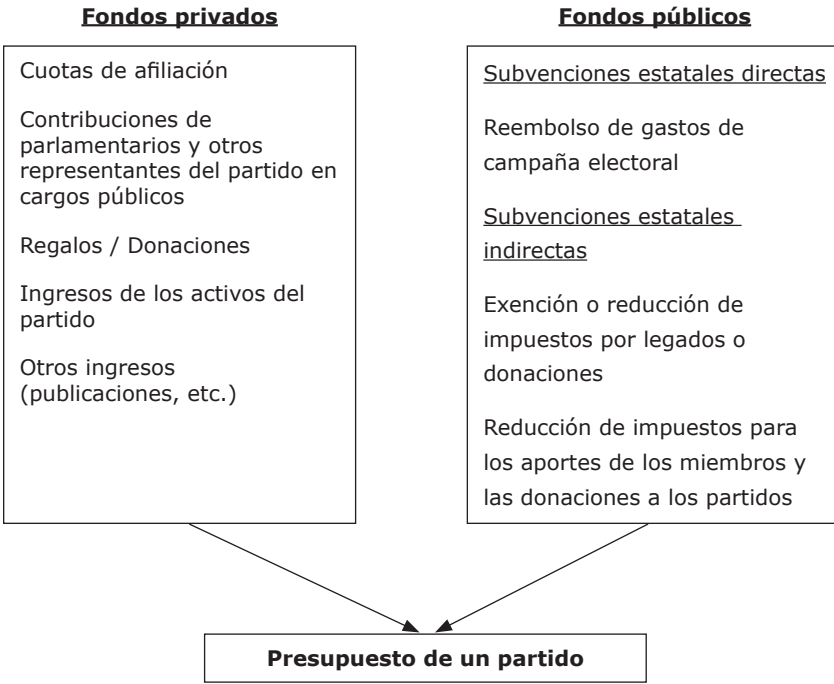 Fondos privados
Cuotas de afiliación
Contribuciones de
parlamentarios y otros
representantes del partido en
cargos públicos
Regalos / Donaciones
Ingresos de los activos del
partido
Otros ingresos
(publicaciones, etc.)
Fondos públicos
Subvenciones estatales directas
Reembolso de gastos de
campaña electoral
Subvenciones estatales
indirectas
Exención o reducción de
impuestos por legados o
donaciones
Reducción de impuestos para
los aportes de los miembros y
las donaciones a los partidos
Presupuesto de un partido